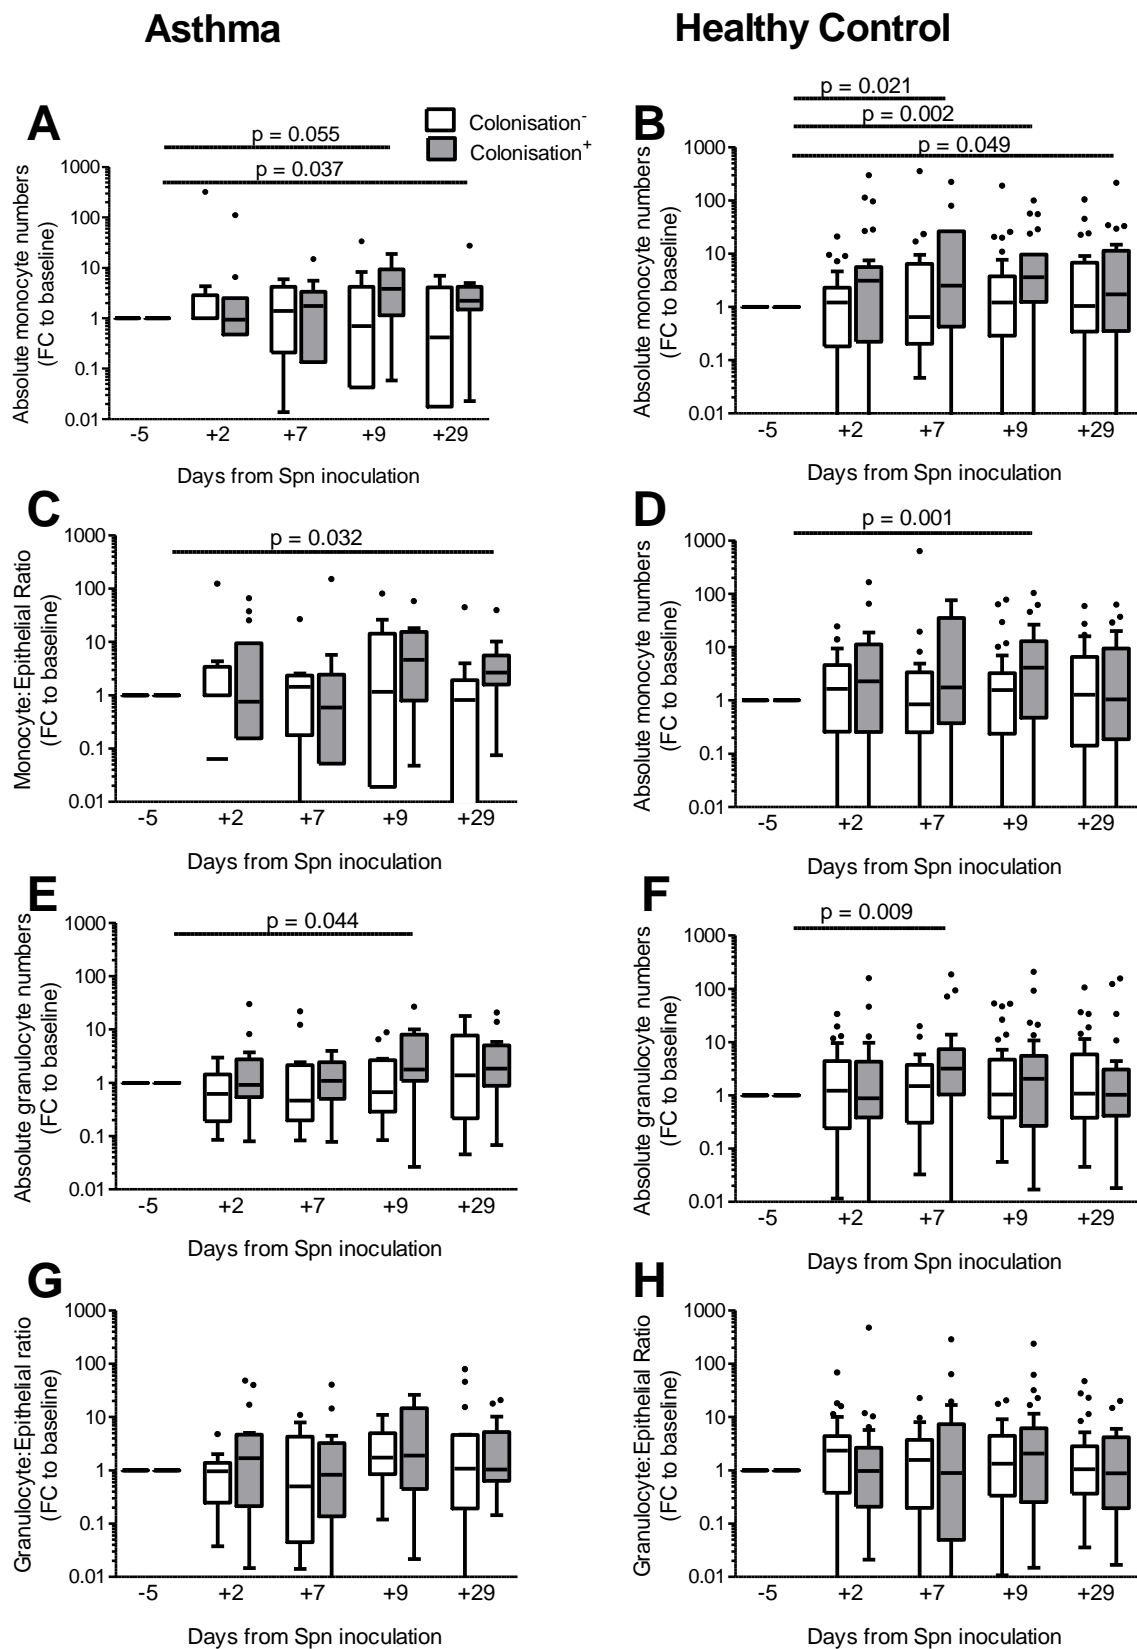 Asthma
Healthy Control
A
p = 0.055
p = 0.037
Colonisation-
Colonisation+
Absolute monocyte numbers
(FC to baseline)
1000
100
10
1
0.1
0.01
-5 +2 +7 +9 +29
Days from Spn inoculation
B
p = 0.021
p = 0.002
p = 0.049
Absolute monocyte numbers
(FC to baseline)
1000
100
10
1
0.1
0.01
-5 +2 +7 +9 +29
Days from Spn inoculation
C
p = 0.032
Monocyte:Epithelial Ratio
(FC to baseline)
1000
100
10
1
0.1
0.01
-5 +2 +7 +9 +29
Days from Spn inoculation
D
p = 0.001
Absolute monocyte numbers
(FC to baseline)
1000
100
10
1
0.1
0.01
-5 +2 +7 +9 +29
Days from Spn inoculation
E
p = 0.044
Absolute granulocyte numbers
(FC to baseline)
1000
100
10
1
0.1
0.01
-5 +2 +7 +9 +29
Days from Spn inoculation
F
p = 0.009
Absolute granulocyte numbers
(FC to baseline)
1000
100
10
1
0.1
0.01
-5 +2 +7 +9 +29
Days from Spn inoculation
G
Granulocyte:Epithelial ratio
(FC to baseline)
1000
100
10
1
0.1
0.01
-5 +2 +7 +9 +29
Days from Spn inoculation
H
Granulocyte:Epithelial Ratio
(FC to baseline)
1000
100
10
1
0.1
0.01
-5 +2 +7 +9 +29
Days from Spn inoculation